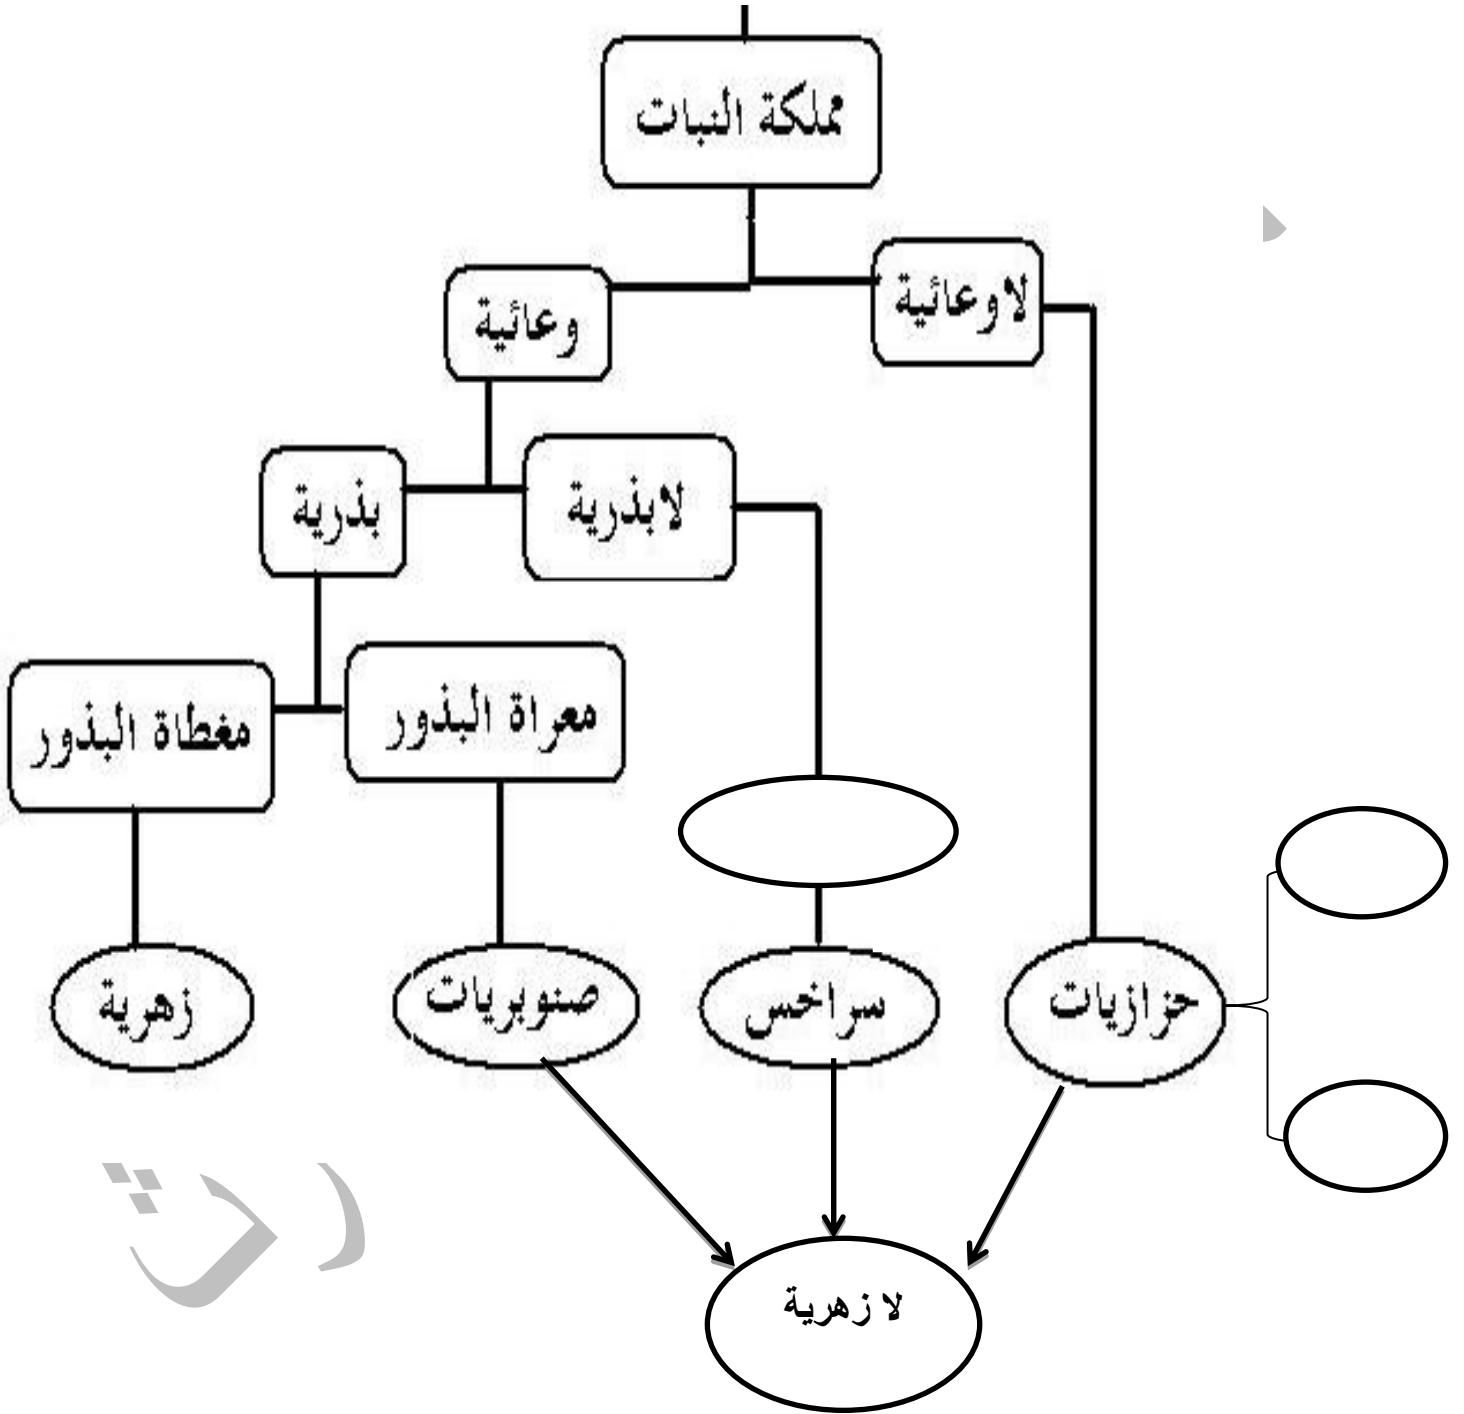 مملكة النبات
لاوعائية
وعائية
لابذرية
بذرية
معراة البذور
مغطاة البذور
حزازيات
سراخس
صنوبريات
زهرية
لا زهرية